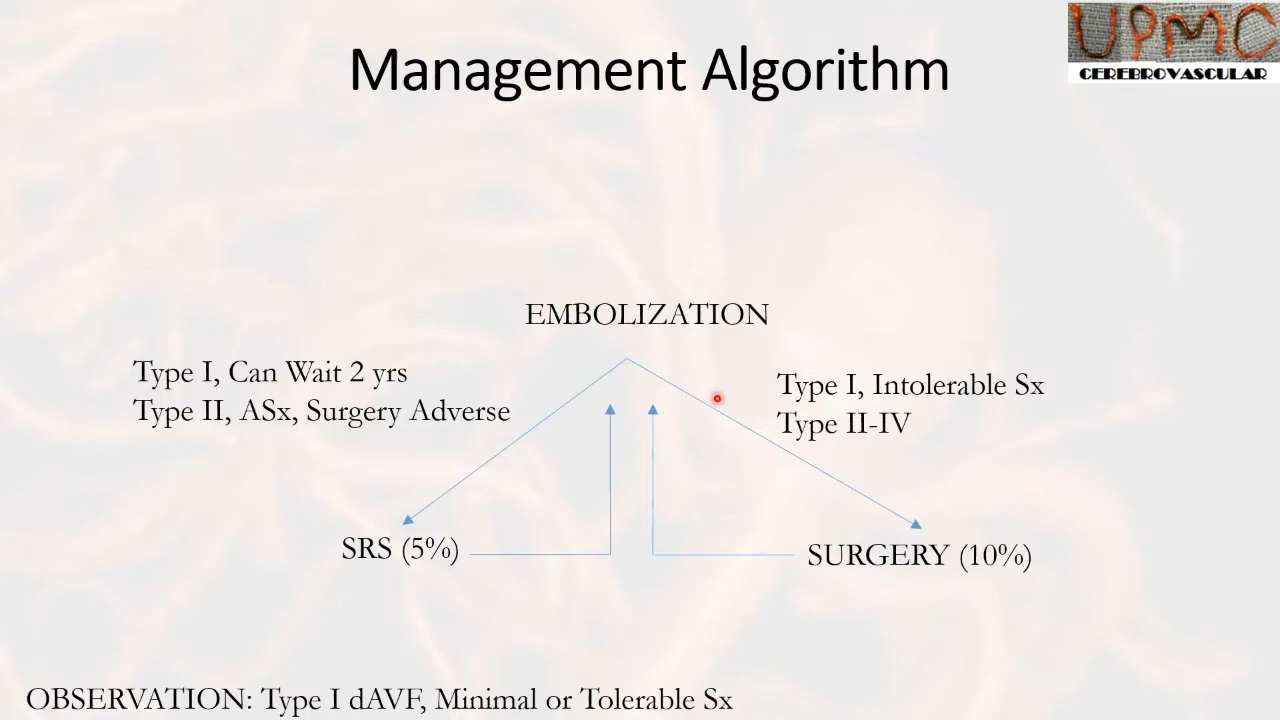 UPMC
CEREBROVASCULAR
Management Algorithm
EMBOLIZATION
Type I, Can Wait 2 yrs
Type II, ASx, Surgery Adverse
Type I, Intolerable Sx
Type II-IV
SRS (5%)
SURGERY (10%)
OBSERVATION: Type I dAVF, Minimal or Tolerable Sx